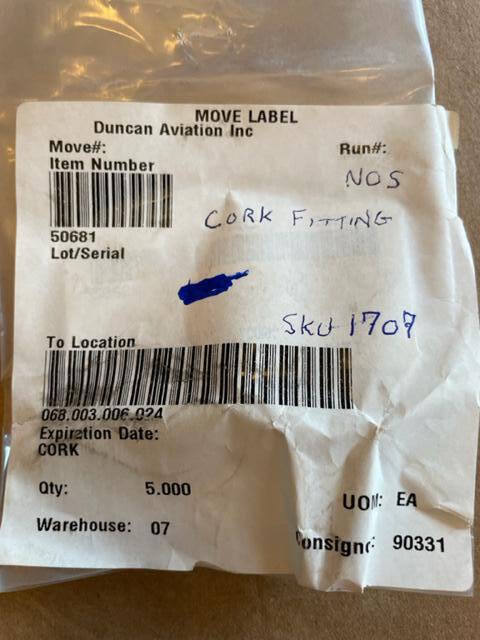 MOVE LABEL
Duncan Aviation Inc
Move#: Run#:
Item Number
NOS
CORK FITTING
50681
Lot/Serial
SKU 1707
To Location
068.003.006.024
Expiration Date:
CORK
Qty: 5.000
UOM: EA
Warehouse: 07
Consign: 90331